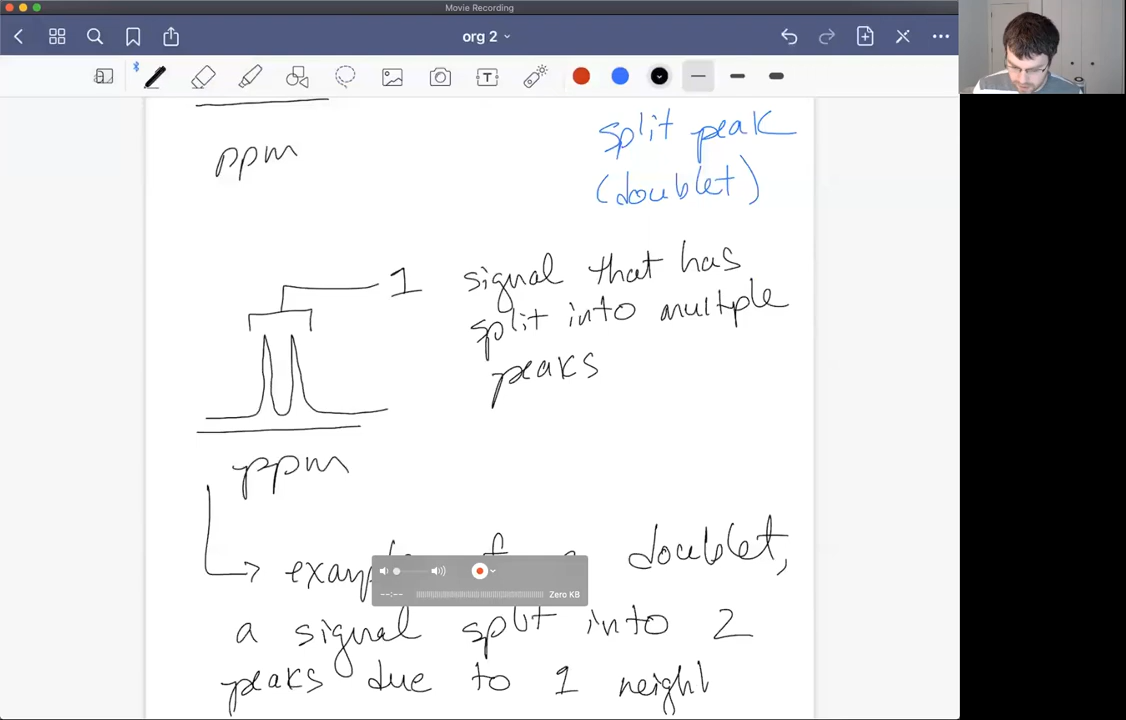 Movie Recording
org 2
ppm
split peak
(doublet)
1 signal that has
split into multiple
peaks
ppm
doublet,
--:-- Zero KB
a signal split into 2
peaks due to 1 neighb